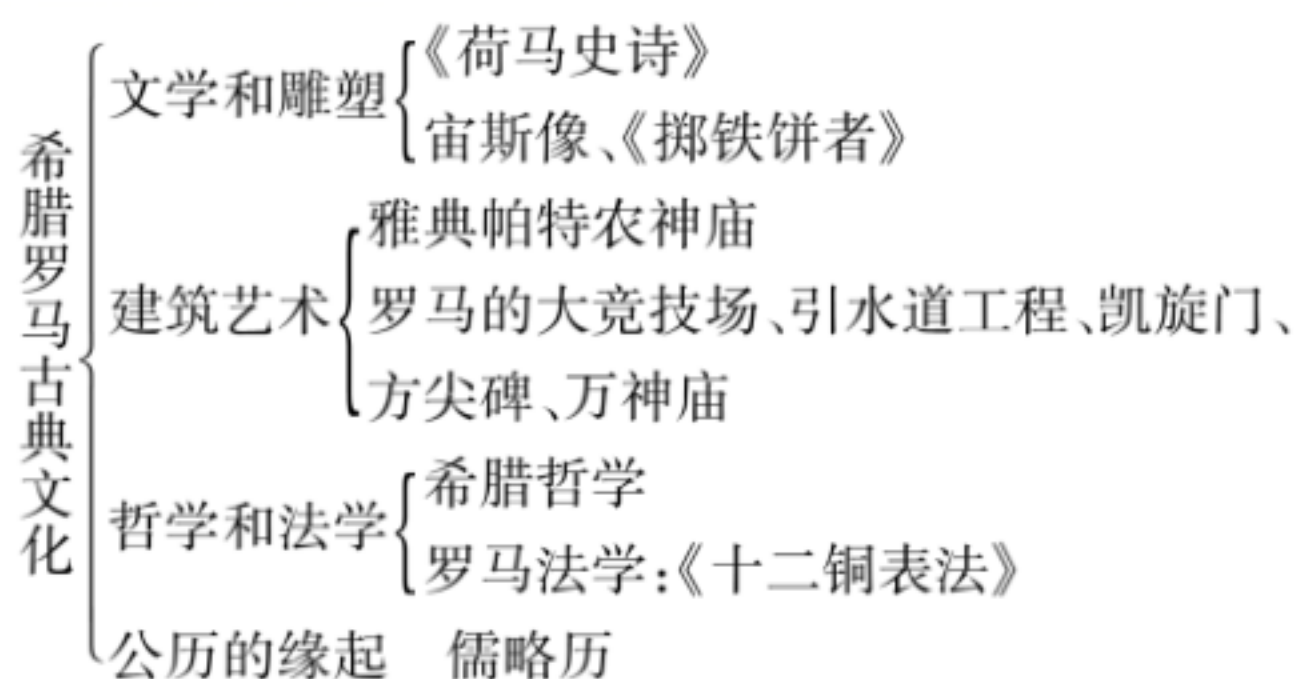 希腊罗马古典文化
文学和雕塑
《荷马史诗》
宙斯像、《掷铁饼者》
建筑艺术
雅典帕特农神庙
罗马的大竞技场、引水道工程、凯旋门、
方尖碑、万神庙
哲学和法学
希腊哲学
罗马法学:《十二铜表法》
公历的缘起　儒略历